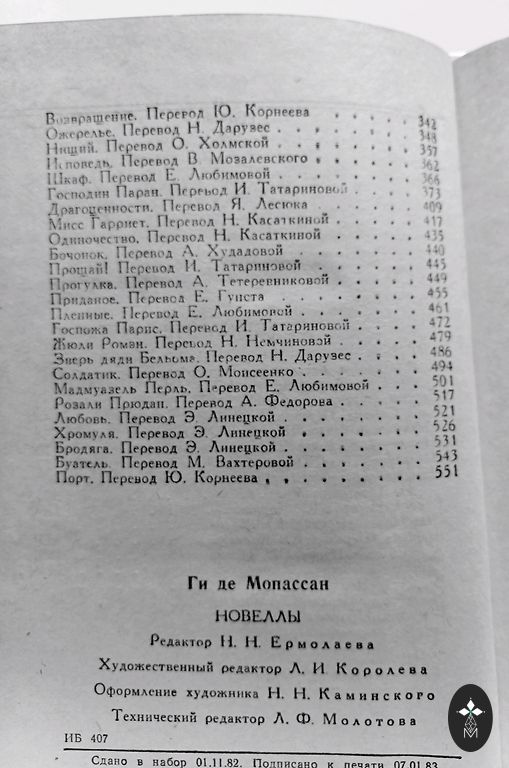 Возвращение. Перевод Ю. Корнеева . . . . . 342
Ожерелье. Перевод Н. Дарузес . . . . . . 348
Нищий. Перевод О. Холмской . . . . . . 357
Исповедь. Перевод В. Мозалевского . . . . . 362
Шкаф. Перевод Е. Любимовой . . . . . . 366
Господин Паран. Перевод И. Татариновой . . . . 373
Драгоценности. Перевод Я. Лесюка . . . . . 409
Мисс Гарриет. Перевод Н. Касаткиной . . . . 417
Одиночество. Перевод Н. Касаткиной . . . . 435
Бочонок. Перевод А. Худадовой . . . . . . 440
Прощай! Перевод И. Татариновой . . . . . 445
Прогулка. Перевод А. Тетеревниковой . . . . 449
Приданое. Перевод Е. Гунста . . . . . . 455
Пленные. Перевод Е. Любимовой . . . . . 461
Госпожа Парис. Перевод И. Татариновой . . . . 472
Жюли Ромэн. Перевод Н. Немчиновой . . . . 479
Зверь дяди Бельома. Перевод Н. Дарузес . . . . 486
Солдатик. Перевод О. Моисеенко . . . . . 494
Мадмуазель Перль. Перевод Е. Любимовой . . . . 501
Розали Прюдан. Перевод А. Федорова . . . . 517
Любовь. Перевод Э. Линецкой . . . . . . 521
Хромуля. Перевод Э. Линецкой . . . . . . 526
Бродяга. Перевод Э. Линецкой . . . . . . 531
Буатель. Перевод М. Вахтеровой . . . . . . 543
Порт. Перевод Ю. Корнеева . . . . . . . 551
Ги де Мопассан
НОВЕЛЛЫ
Редактор Н. Н. Ермолаева
Художественный редактор Л. И. Королева
Оформление художника Н. Н. Каминского
Технический редактор Л. Ф. Молотова
ИБ 407
Сдано в набор 01.11.82. Подписано к печати 07.01.83.